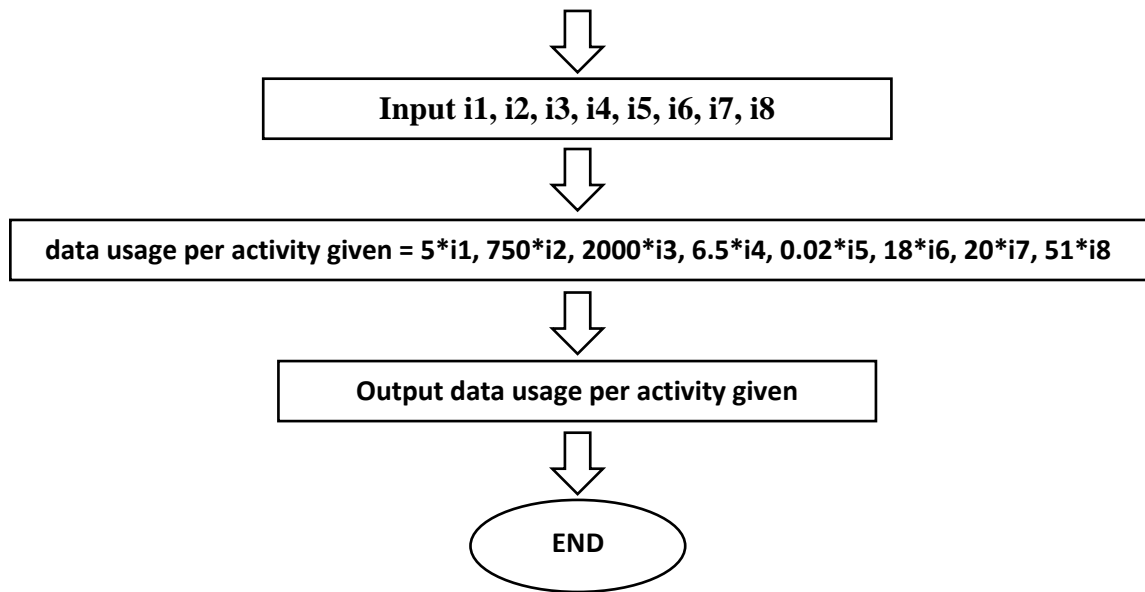 Input i1, i2, i3, i4, i5, i6, i7, i8
data usage per activity given = 5*i1, 750*i2, 2000*i3, 6.5*i4, 0.02*i5, 18*i6, 20*i7, 51*i8
Output data usage per activity given
END